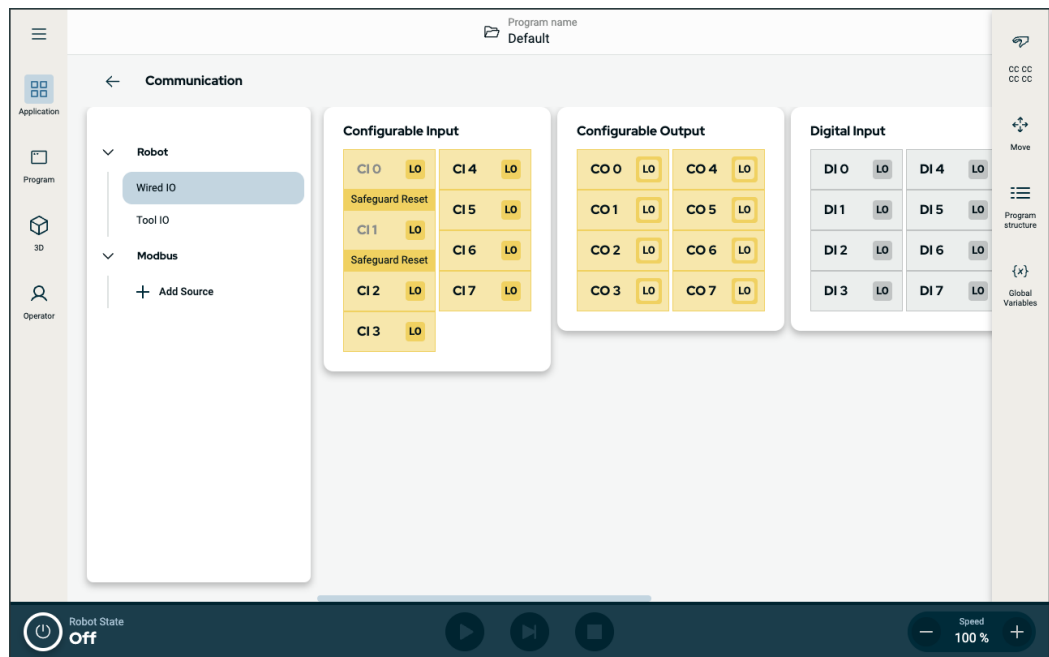 Program name
Default
Application
Program
3D
Operator
Communication
Robot
Wired IO
Tool IO
Modbus
Add Source
Configurable Input
CI 0 LO CI 4 LO
Safeguard Reset
CI 5 LO
CI 1 LO
CI 6 LO
Safeguard Reset
CI 2 LO CI 7 LO
CI 3 LO
Configurable Output
CO 0 LO CO 4 LO
CO 1 LO CO 5 LO
CO 2 LO CO 6 LO
CO 3 LO CO 7 LO
Digital Input
DI 0 LO DI 4 LO
DI 1 LO DI 5 LO
DI 2 LO DI 6 LO
DI 3 LO DI 7 LO
CC CC
CC CC
Move
Program
structure
{x}
Global
Variables
Robot State
Off
Speed
100 %